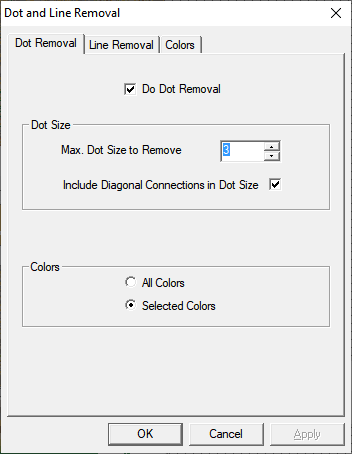 Dot and Line Removal
Dot Removal Line Removal Colors
Do Dot Removal
Dot Size
Max. Dot Size to Remove 3
Include Diagonal Connections in Dot Size
Colors
All Colors
Selected Colors
OK Cancel Apply